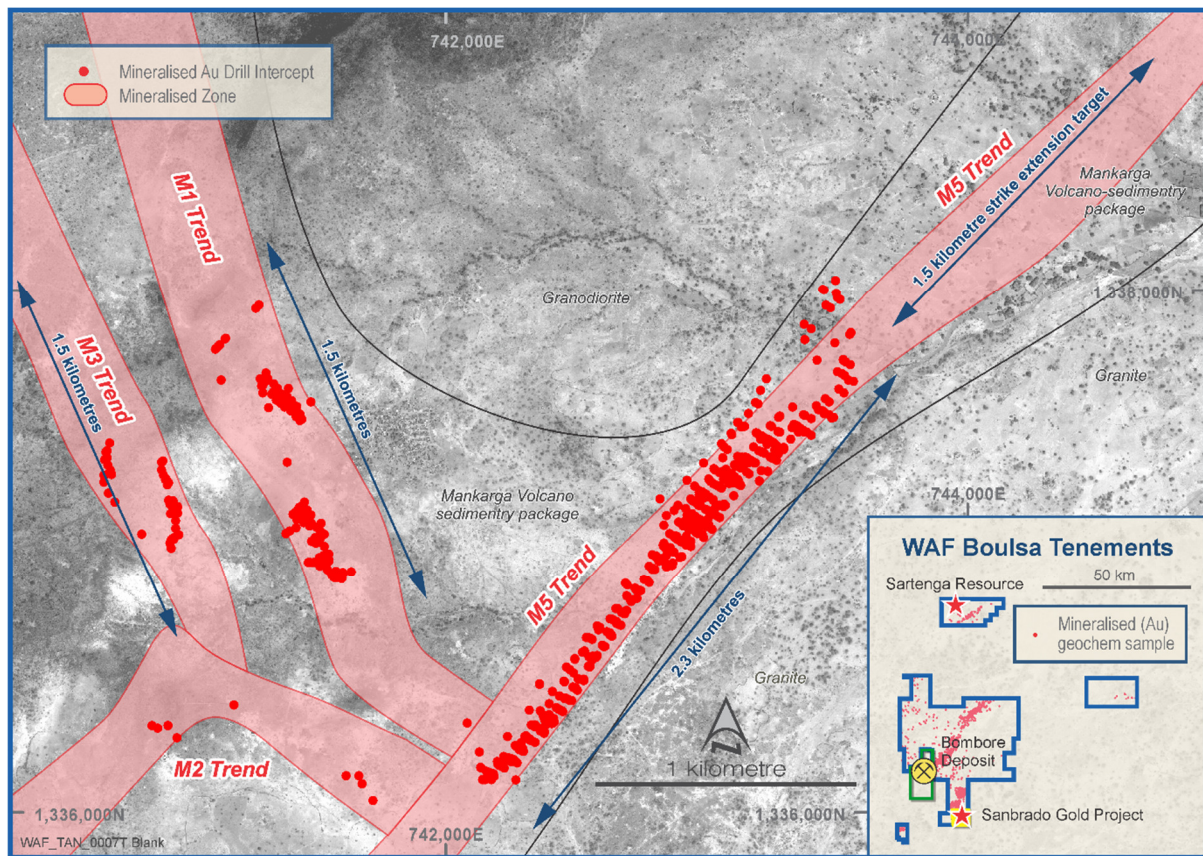 742,000E
744,000E
Mineralised Au Drill Intercept
Mineralised Zone
M1 Trend
M5 Trend
1.5 kilometre strike extension target
Mankarga
Volcano-sedimentry
package
Granodiorite
1,338,000N
M3 Trend
1.5 kilometres
1.5 kilometres
Granite
Mankarga Volcano
sedimentry package
744,000E
M5 Trend
2.3 kilometres
Granite
M2 Trend
N
1 kilometre
1,336,000N
742,000E
1,336,000N
WAF_TAN_0007T Blank
WAF Boulsa Tenements
Sartenga Resource
50 km
Mineralised (Au)
geochem sample
Bombore
Deposit
Sanbrado Gold Project